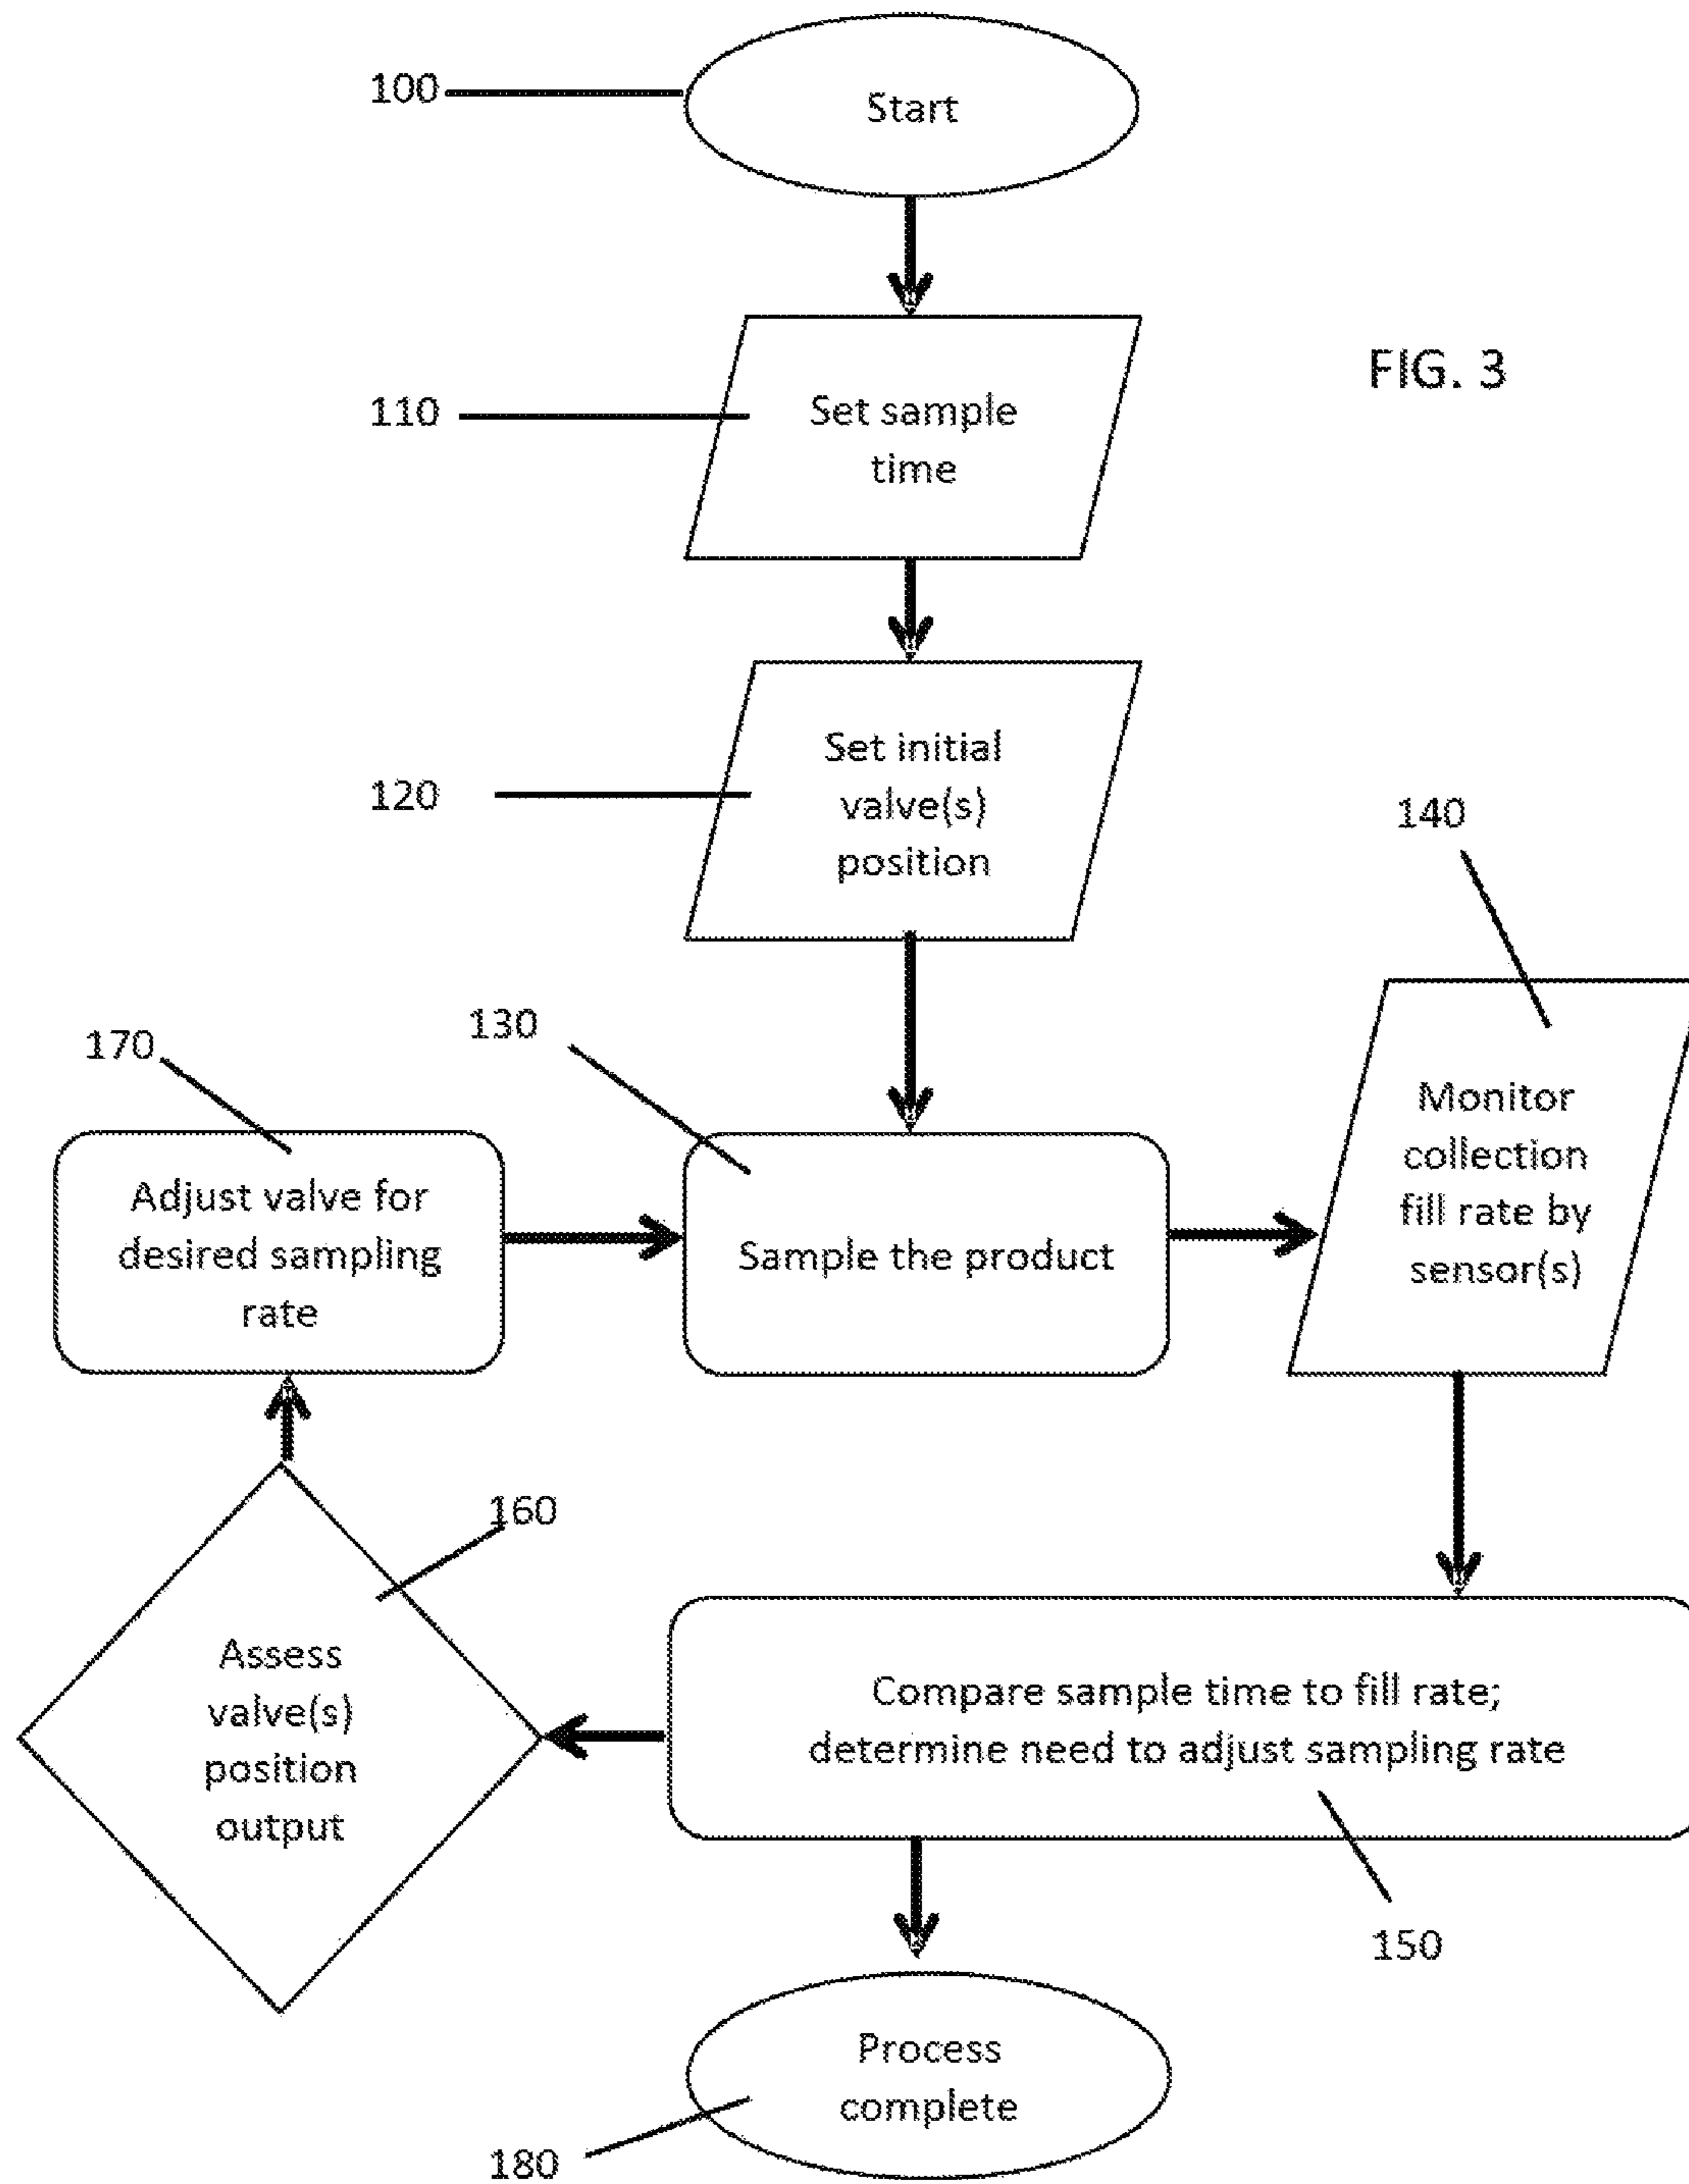 100
Start
FIG. 3
110
Set sample
time
120
Set initial
valve(s)
position
140
130
170
Monitor
collection
fill rate by
sensor(s)
Adjust valve for
desired sampling
rate
Sample the product
160
Assess
valve(s)
position
output
Compare sample time to fill rate;
determine need to adjust sampling rate
150
Process
complete
180